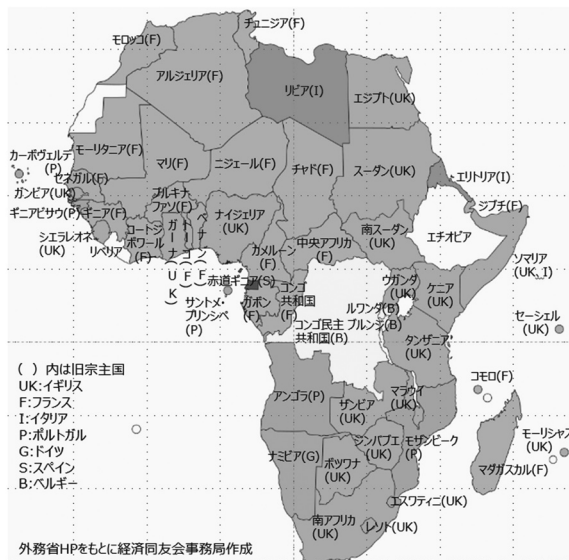 チュニジア(F)
モロッコ(F)
アルジェリア(F)
リビア(I)
エジプト(UK)
カーボヴェルデ
(P)
モーリタニア(F)
マリ(F)
ニジェール(F)
チャド(F)
スーダン(UK)
エリトリア(I)
セネガル(F)
ガンビア(UK)
ギニアビサウ(P)
ギニア(F)
ブルキナ
ファソ(F)
ジブチ(F)
シエラレオネ
(UK)
リベリア
コートジ
ボワール
(F)
ガーナ(UK)
トーゴ(F)
ベナン(F)
ナイジェリア
(UK)
カメルーン
(F)
中央アフリカ
(F)
南スーダン
(UK)
エチオピア
ソマリア
(UK、I)
赤道ギニア(S)
サントメ・
プリンシペ
(P)
ガボン
(F)
コンゴ
共和国
(F)
ウガンダ
(UK)
ケニア
(UK)
ルワンダ(B)
コンゴ民主
共和国(B)
ブルンジ(B)
セーシェル
(UK)
タンザニア
(UK)
( )内は旧宗主国
UK:イギリス
F:フランス
I:イタリア
P:ポルトガル
G:ドイツ
S:スペイン
B:ベルギー
コモロ(F)
アンゴラ(P)
ザンビア
(UK)
マラウイ
(UK)
モザンビーク
(P)
ジンバブエ
(UK)
モーリシャス
(UK)
ナミビア(G)
ボツワナ
(UK)
マダガスカル(F)
エスワティニ(UK)
南アフリカ
(UK)
レソト(UK)
外務省HPをもとに経済同友会事務局作成